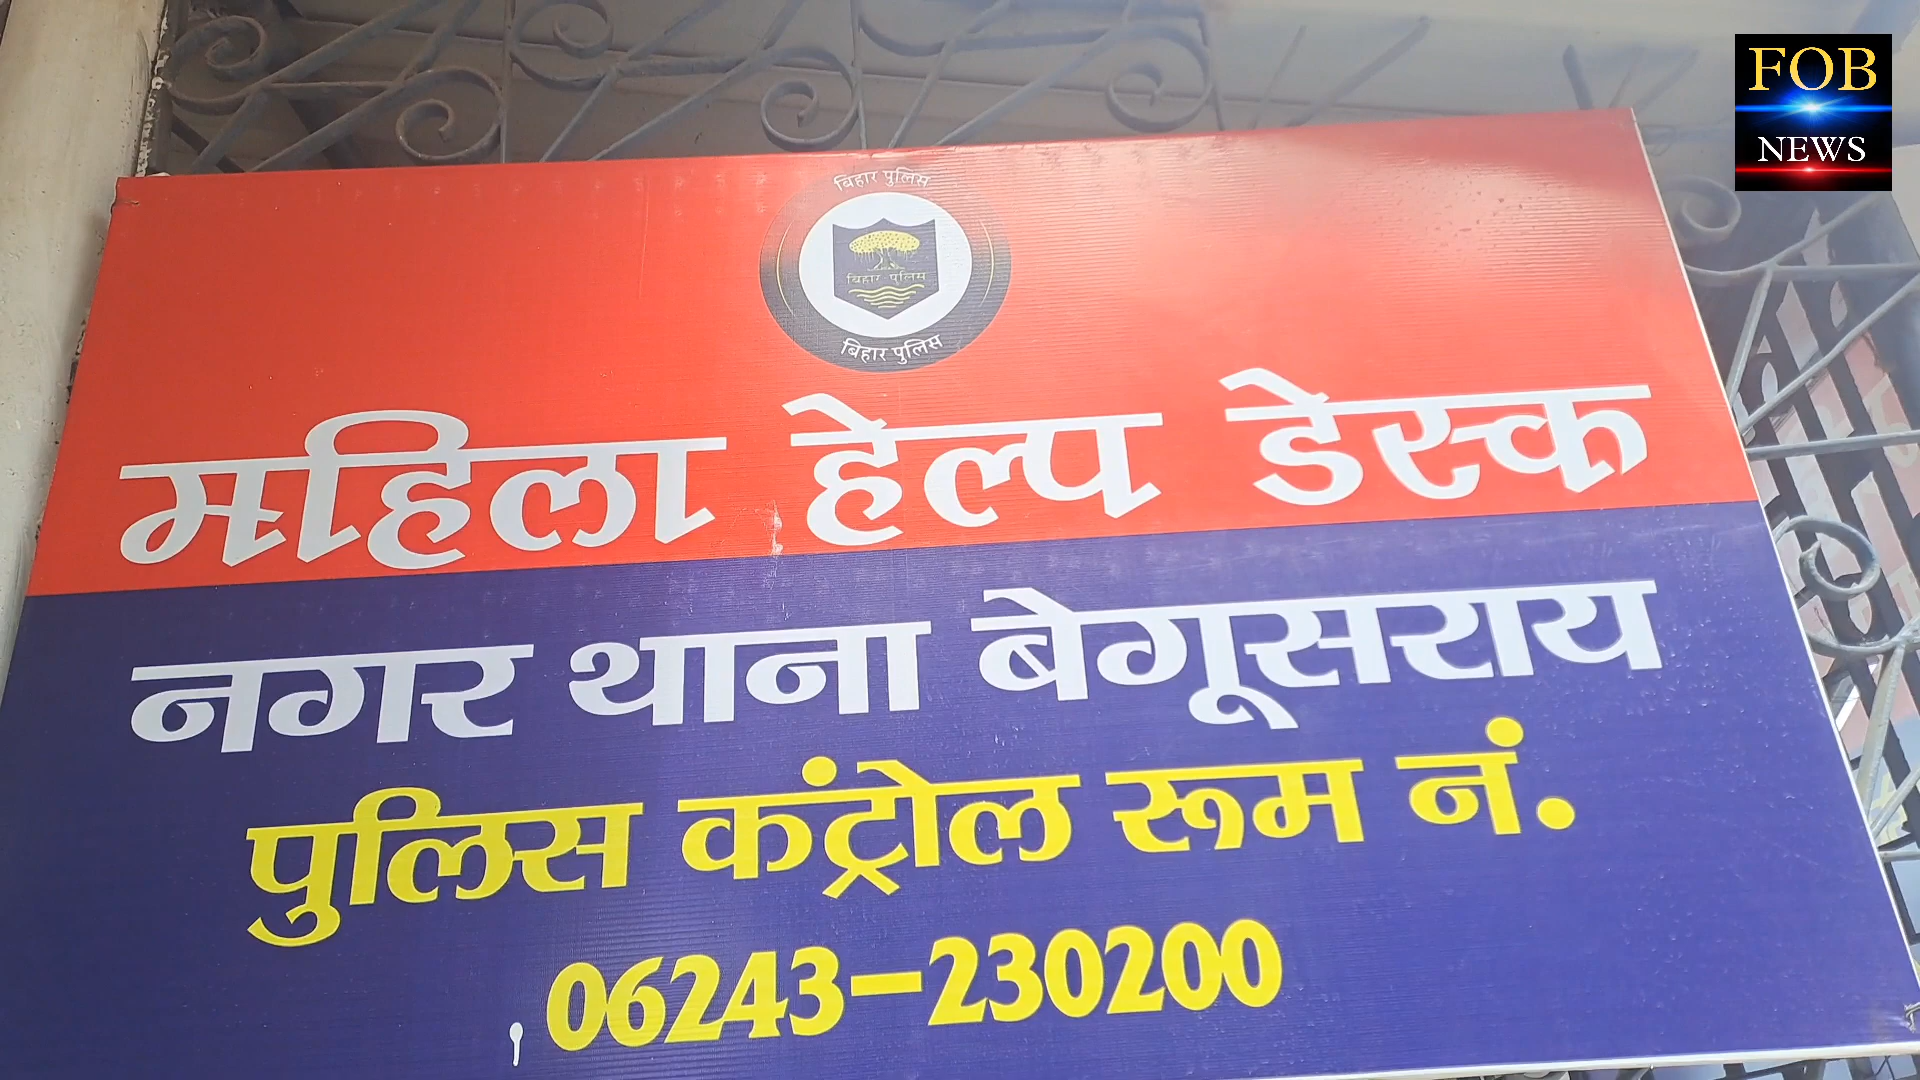 FOB
NEWS
बिहार पुलिस
बिहार पुलिस
बिहार पुलिस
महिला हेल्प डेस्क
नगर थाना बेगूसराय
पुलिस कंट्रोल रूम नं.
06243-230200